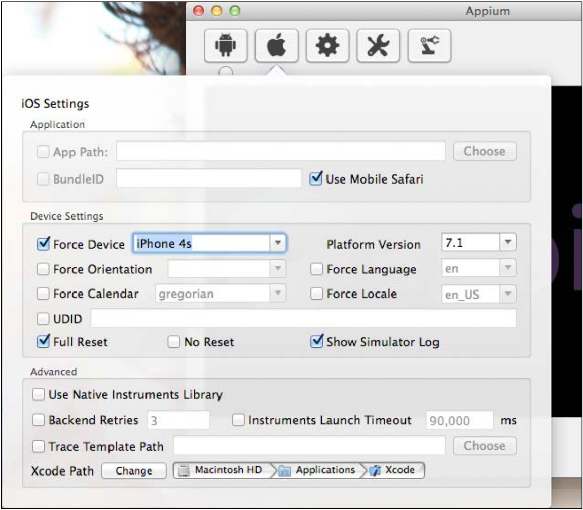 Appium
iOS Settings
Application
App Path: Choose
BundleID Use Mobile Safari
Device Settings
Force Device iPhone 4s Platform Version 7.1
Force Orientation Force Language en
Force Calendar gregorian Force Locale en_US
UDID
Full Reset No Reset Show Simulator Log
Advanced
Use Native Instruments Library
Backend Retries 3 Instruments Launch Timeout 90,000 ms
Trace Template Path Choose
Xcode Path Change Macintosh HD Applications Xcode